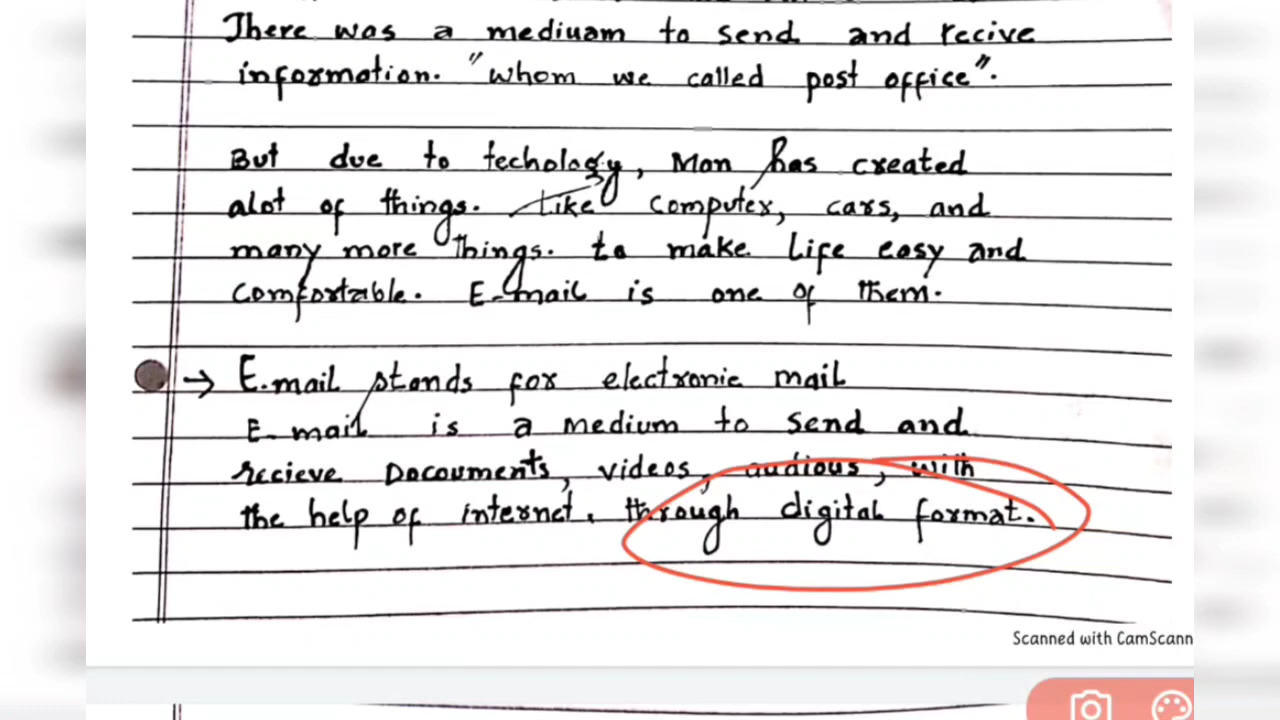 There was a mediuam to send and recive
information. "whom we called post office".
But due to techology, Man has created
alot of things. Like computer, cars, and
many more things. to make life easy and
comfortable. E-mail is one of them.
→ E.mail stands for electronic mail
E-mail is a medium to send and
recieve Docouments, videos, audious, with
the help of internet. through digital format.
Scanned with CamScann